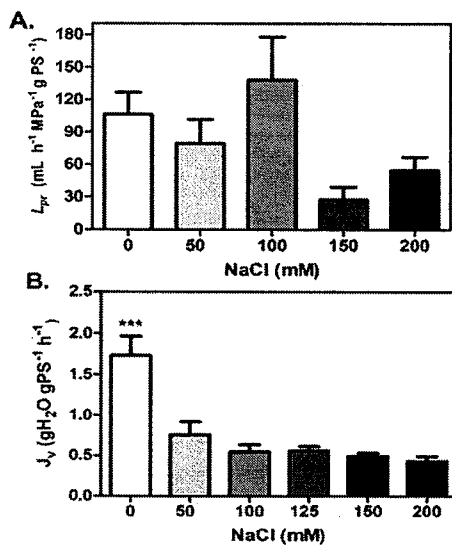 A.
L_pr (mL h⁻¹ MPa⁻¹ g PS⁻¹)
180
150
120
90
60
30
0
0 50 100 150 200
NaCl (mM)
B.
J_v (gH₂O gPS⁻¹ h⁻¹)
2.5
2.0
1.5
1.0
0.5
0.0
***
0 50 100 125 150 200
NaCl (mM)